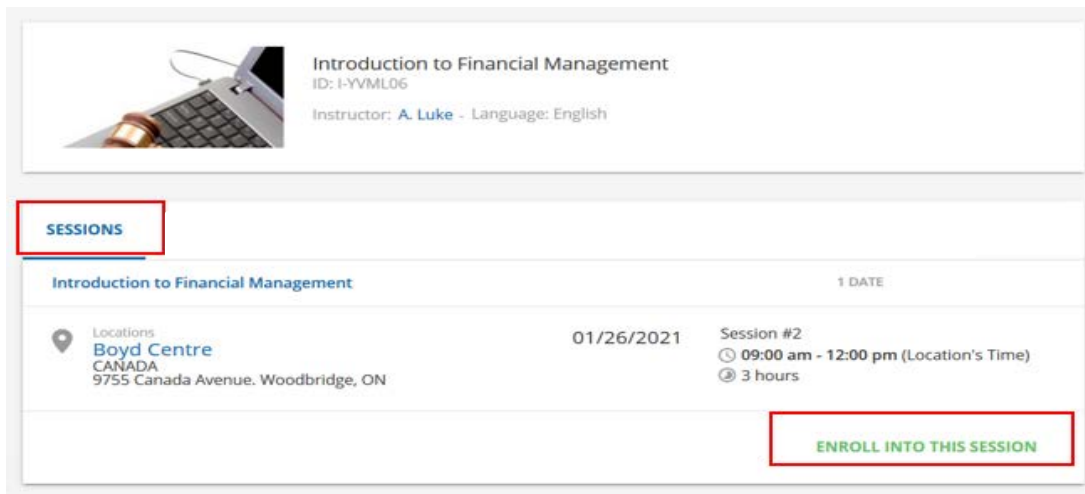 Introduction to Financial Management
ID: I-YVML06
Instructor: A. Luke - Language: English
SESSIONS
Introduction to Financial Management
1 DATE
Locations
Boyd Centre
CANADA
9755 Canada Avenue. Woodbridge, ON
01/26/2021
Session #2
09:00 am - 12:00 pm (Location's Time)
3 hours
ENROLL INTO THIS SESSION